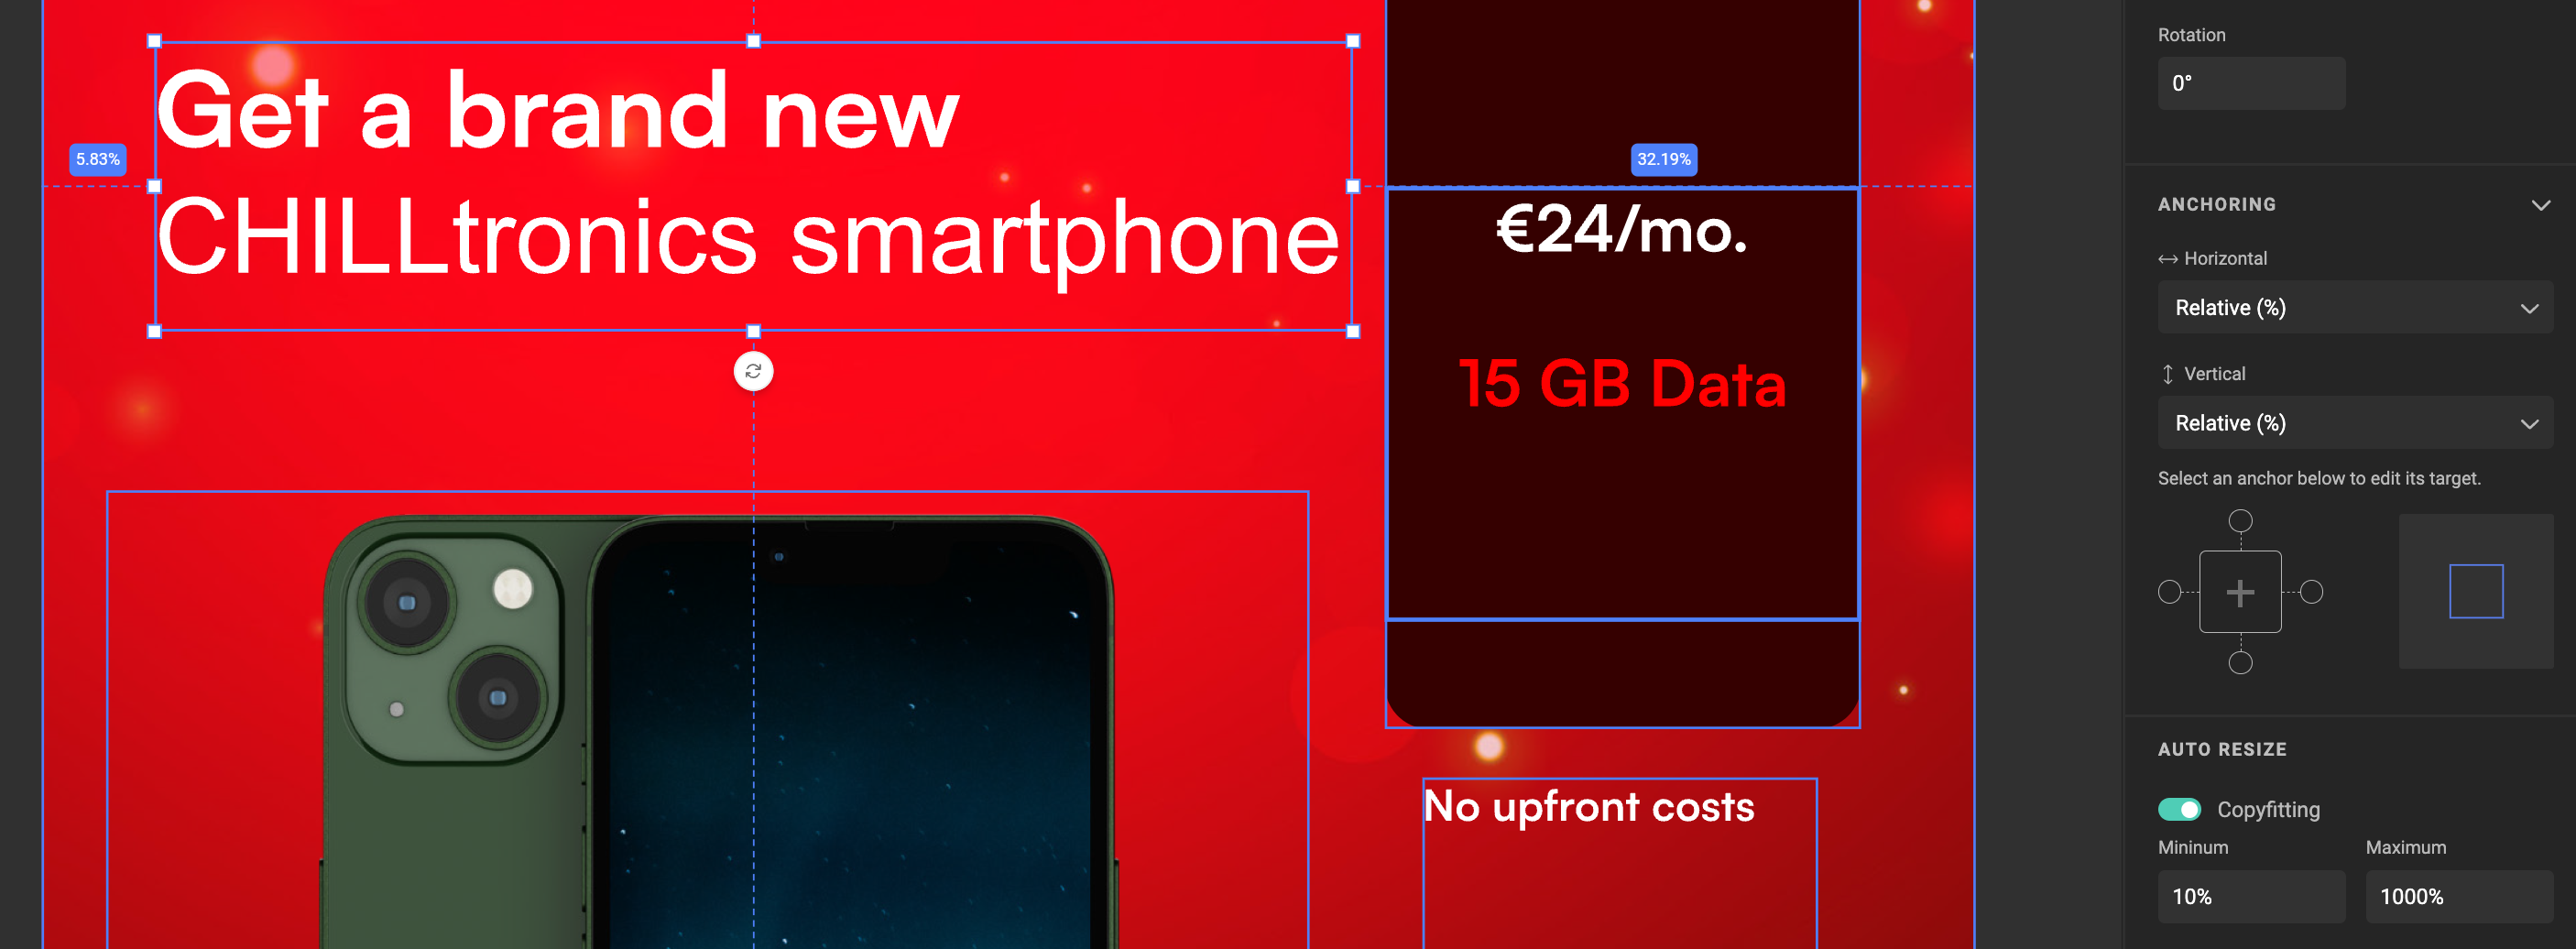 Get a brand new
CHILLtronics smartphone
5.83%
32.19%
€24/mo.
15 GB Data
No upfront costs
Rotation
0°
ANCHORING
Horizontal
Relative (%)
Vertical
Relative (%)
Select an anchor below to edit its target.
AUTO RESIZE
Copyfitting
Mininum
Maximum
10%
1000%